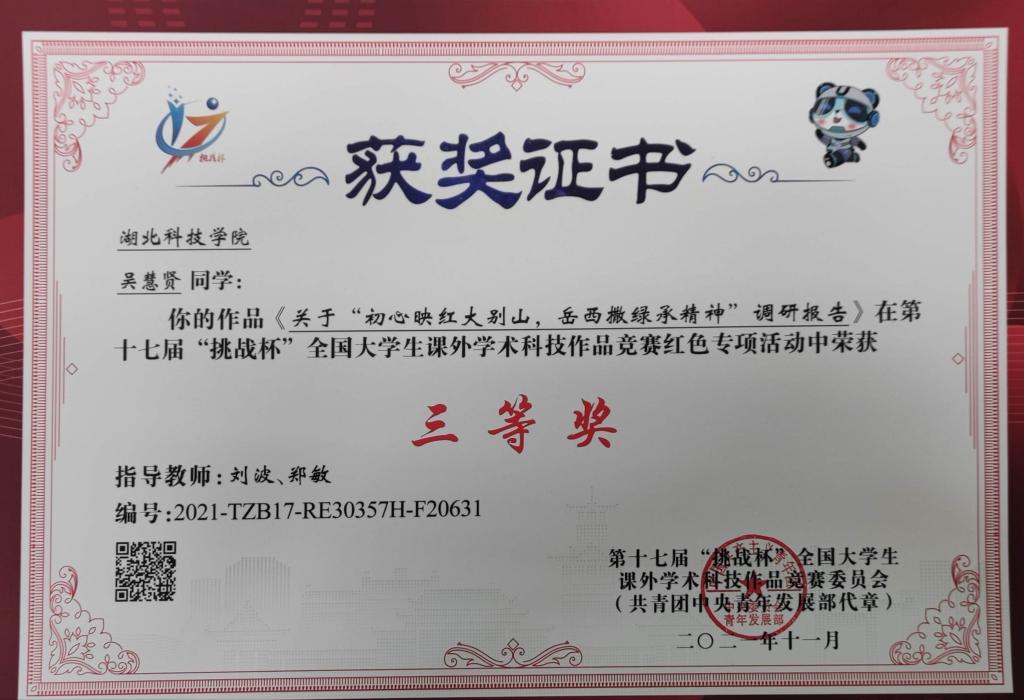 挑战杯
获奖证书
湖北科技学院
吴慧贤 同学：
你的作品《关于“初心映红大别山，岳西撒绿承精神”调研报告》在第
十七届“挑战杯”全国大学生课外学术科技作品竞赛红色专项活动中荣获
三等奖
指导教师：刘波、郑敏
编号:2021-TZB17-RE30357H-F20631
第十七届“挑战杯”全国大学生
课外学术科技作品竞赛委员会
（共青团中央青年发展部代章）
青年发展部
二〇二一年十一月